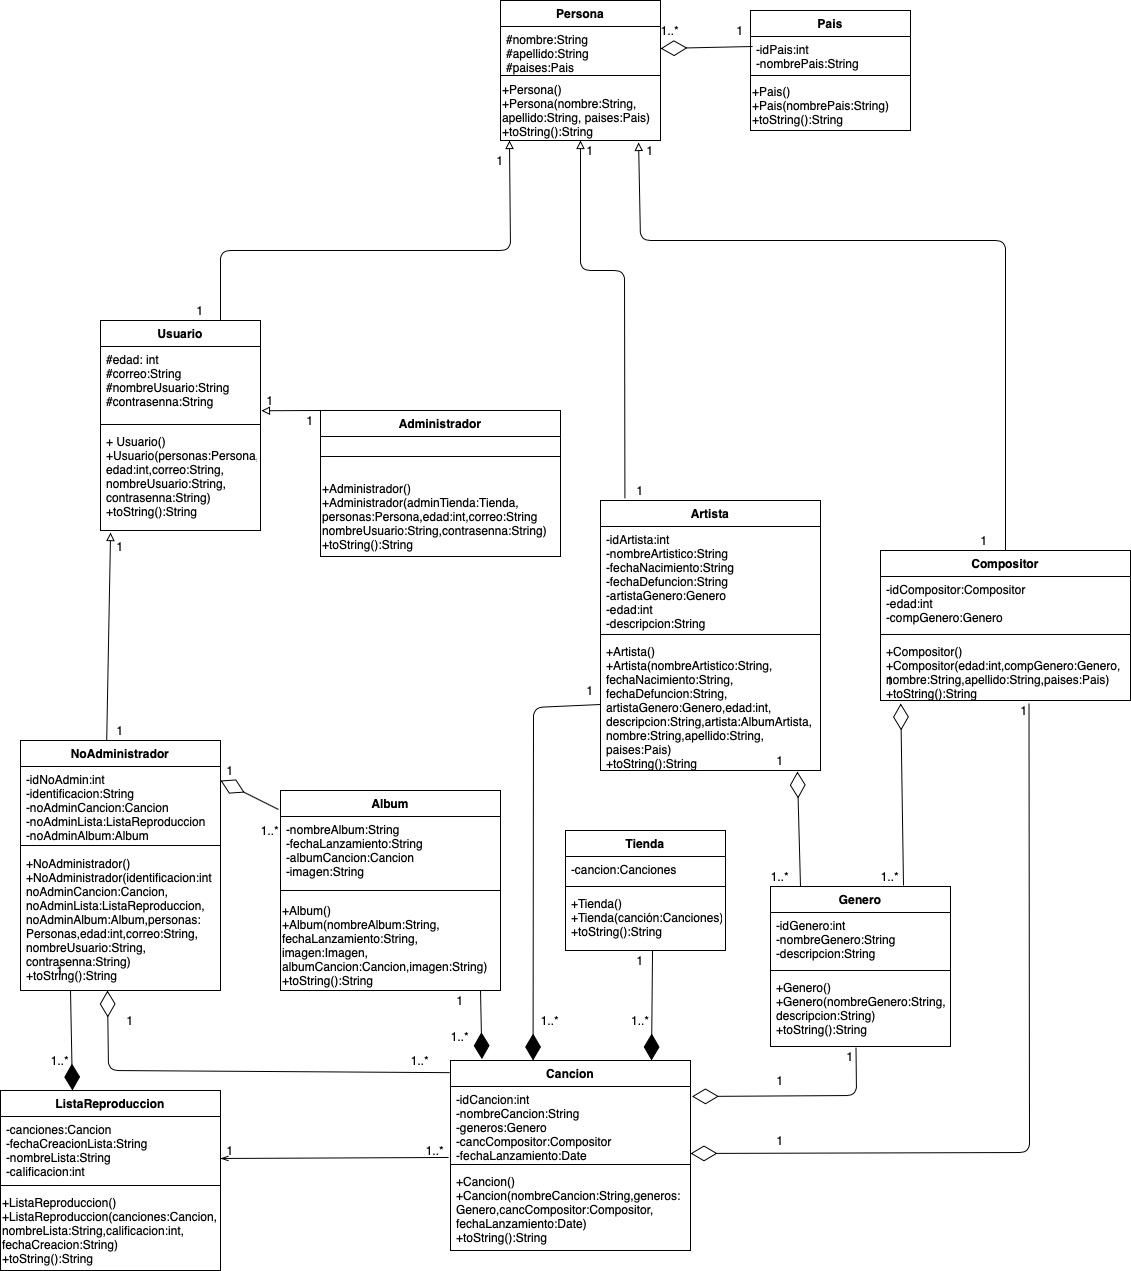 Persona
#nombre:String
#apellido:String
#paises:Pais
+Persona()
+Persona(nombre:String,
apellido:String, paises:Pais)
+toString():String
1..*
1
Pais
-idPais:int
-nombrePais:String
+Pais()
+Pais(nombrePais:String)
+toString():String
1
1
1
1
Usuario
#edad: int
#correo:String
#nombreUsuario:String
#contrasenna:String
+ Usuario()
+Usuario(personas:Persona,
edad:int,correo:String,
nombreUsuario:String,
contrasenna:String)
+toString():String
1
1
Administrador
+Administrador()
+Administrador(adminTienda:Tienda,
personas:Persona,edad:int,correo:String
nombreUsuario:String,contrasenna:String)
+toString():String
1
1
Artista
-idArtista:int
-nombreArtistico:String
-fechaNacimiento:String
-fechaDefuncion:String
-artistaGenero:Genero
-edad:int
-descripcion:String
+Artista()
+Artista(nombreArtistico:String,
fechaNacimiento:String,
fechaDefuncion:String,
artistaGenero:Genero,edad:int,
descripcion:String,artista:AlbumArtista,
nombre:String,apellido:String,
paises:Pais)
+toString():String
1
1
1
Compositor
-idCompositor:Compositor
-edad:int
-compGenero:Genero
+Compositor()
+Compositor(edad:int,compGenero:Genero,
nombre:String,apellido:String,paises:Pais)
+toString():String
1
1
1
NoAdministrador
-idNoAdmin:int
-identificacion:String
-noAdminCancion:Cancion
-noAdminLista:ListaReproduccion
-noAdminAlbum:Album
+NoAdministrador()
+NoAdministrador(identificacion:int
noAdminCancion:Cancion,
noAdminLista:ListaReproduccion,
noAdminAlbum:Album,personas:
Personas,edad:int,correo:String,
nombreUsuario:String,
contrasenna:String)
+toString():String
1
1
1..*
Album
-nombreAlbum:String
-fechaLanzamiento:String
-albumCancion:Cancion
-imagen:String
+Album()
+Album(nombreAlbum:String,
fechaLanzamiento:String,
imagen:Imagen,
albumCancion:Cancion,imagen:String)
+toString():String
Tienda
-cancion:Canciones
+Tienda()
+Tienda(canción:Canciones)
+toString():String
1..*
1..*
Genero
-idGenero:int
-nombreGenero:String
-descripcion:String
+Genero()
+Genero(nombreGenero:String,
descripcion:String)
+toString():String
1
1
1..*
1..*
1
1..*
1..*
1
1..*
1
1
1
Cancion
-idCancion:int
-nombreCancion:String
-generos:Genero
-cancCompositor:Compositor
-fechaLanzamiento:Date
+Cancion()
+Cancion(nombreCancion:String,generos:
Genero,cancCompositor:Compositor,
fechaLanzamiento:Date)
+toString():String
ListaReproduccion
-canciones:Cancion
-fechaCreacionLista:String
-nombreLista:String
-calificacion:int
+ListaReproduccion()
+ListaReproduccion(canciones:Cancion,
nombreLista:String,calificacion:int,
fechaCreacion:String)
+toString():String
1
1..*